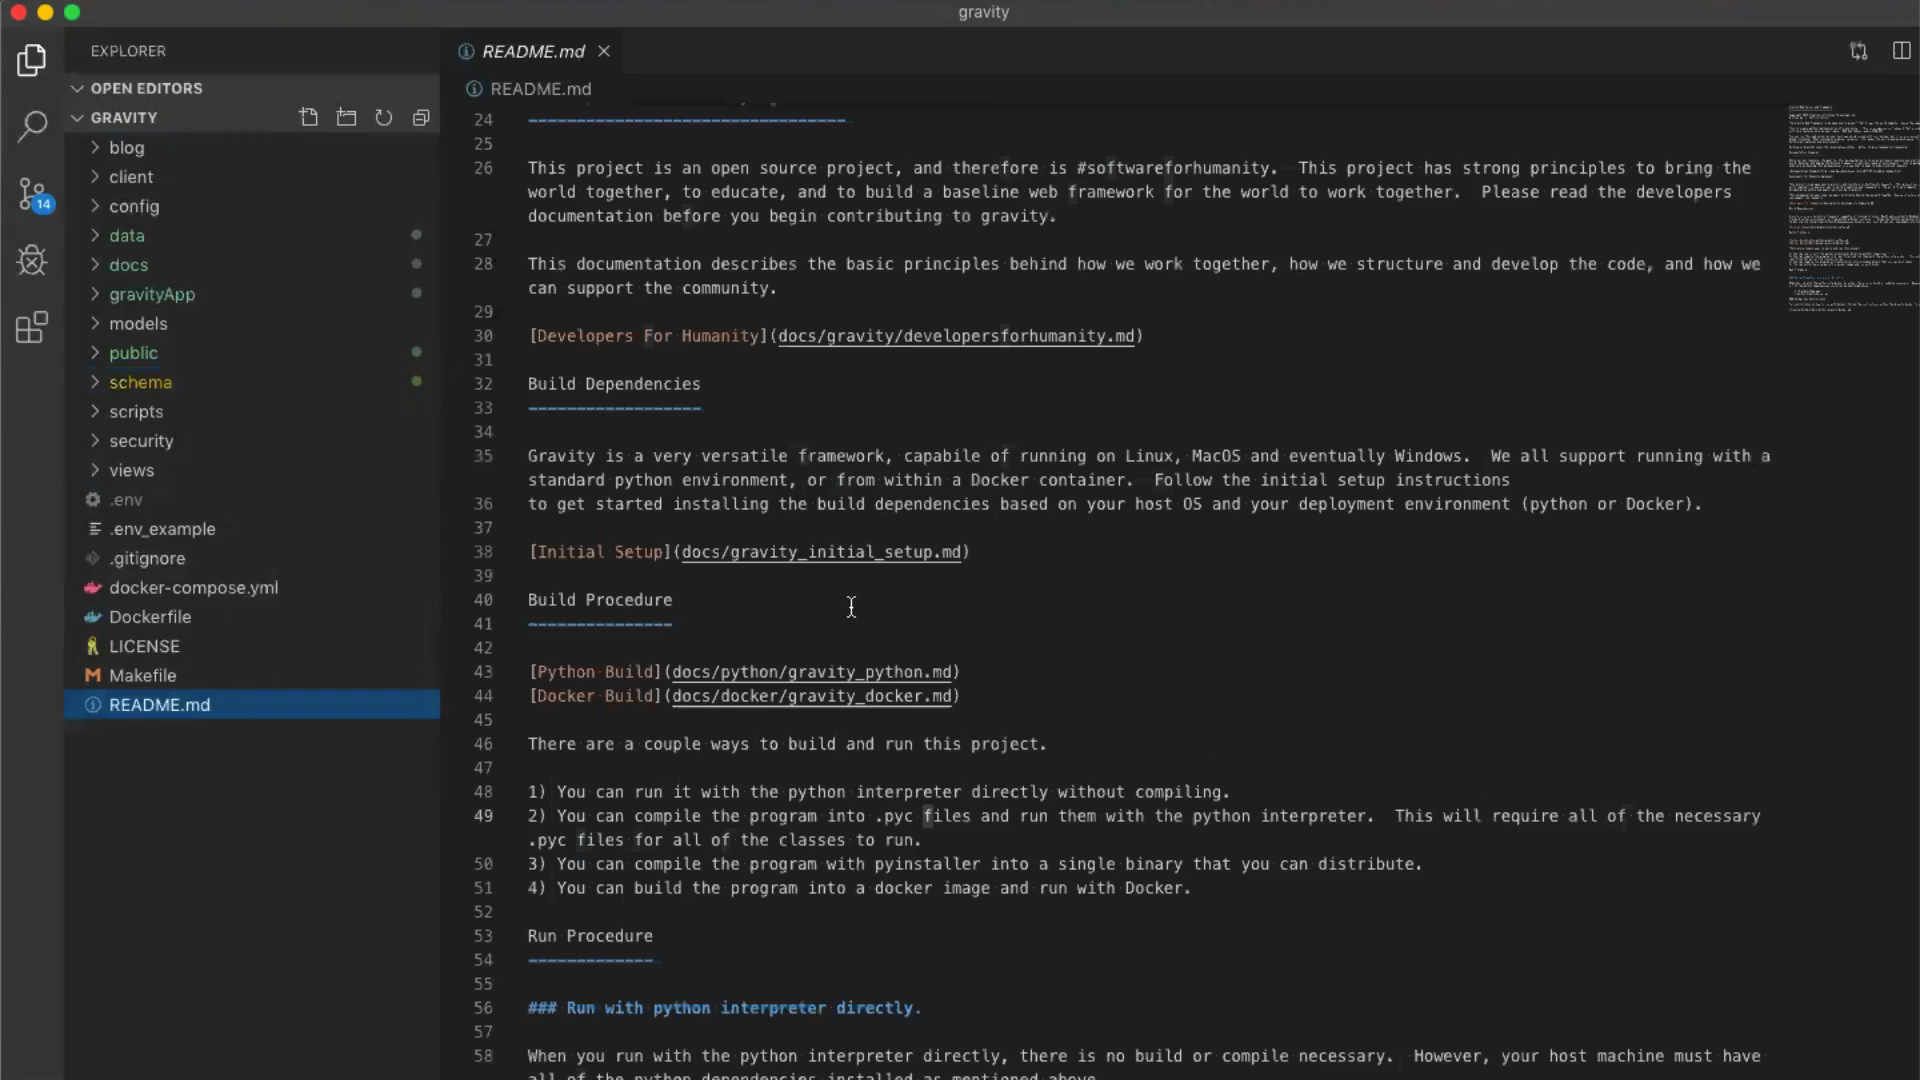 gravity
EXPLORER
OPEN EDITORS
GRAVITY
blog
client
config
data
docs
gravityApp
models
public
schema
scripts
security
views
.env
.env_example
.gitignore
docker-compose.yml
Dockerfile
LICENSE
Makefile
README.md
14
README.md
README.md
24 ---------------------------------
25
26 This project is an open source project, and therefore is #softwareforhumanity.  This project has strong principles to bring the
world together, to educate, and to build a baseline web framework for the world to work together.  Please read the developers
documentation before you begin contributing to gravity.
27
28 This documentation describes the basic principles behind how we work together, how we structure and develop the code, and how we
can support the community.
29
30 [Developers For Humanity](docs/gravity/developersforhumanity.md)
31
32 Build Dependencies
33 ------------------
34
35 Gravity is a very versatile framework, capabile of running on Linux, MacOS and eventually Windows.  We all support running with a
standard python environment, or from within a Docker container.  Follow the initial setup instructions
36 to get started installing the build dependencies based on your host OS and your deployment environment (python or Docker).
37
38 [Initial Setup](docs/gravity_initial_setup.md)
39
40 Build Procedure
41 ---------------
42
43 [Python Build](docs/python/gravity_python.md)
44 [Docker Build](docs/docker/gravity_docker.md)
45
46 There are a couple ways to build and run this project.
47
48 1) You can run it with the python interpreter directly without compiling.
49 2) You can compile the program into .pyc files and run them with the python interpreter.  This will require all of the necessary
.pyc files for all of the classes to run.
50 3) You can compile the program with pyinstaller into a single binary that you can distribute.
51 4) You can build the program into a docker image and run with Docker.
52
53 Run Procedure
54 -------------
55
56 ### Run with python interpreter directly.
57
58 When you run with the python interpreter directly, there is no build or compile necessary.  However, your host machine must have
all of the python dependencies installed as mentioned above.